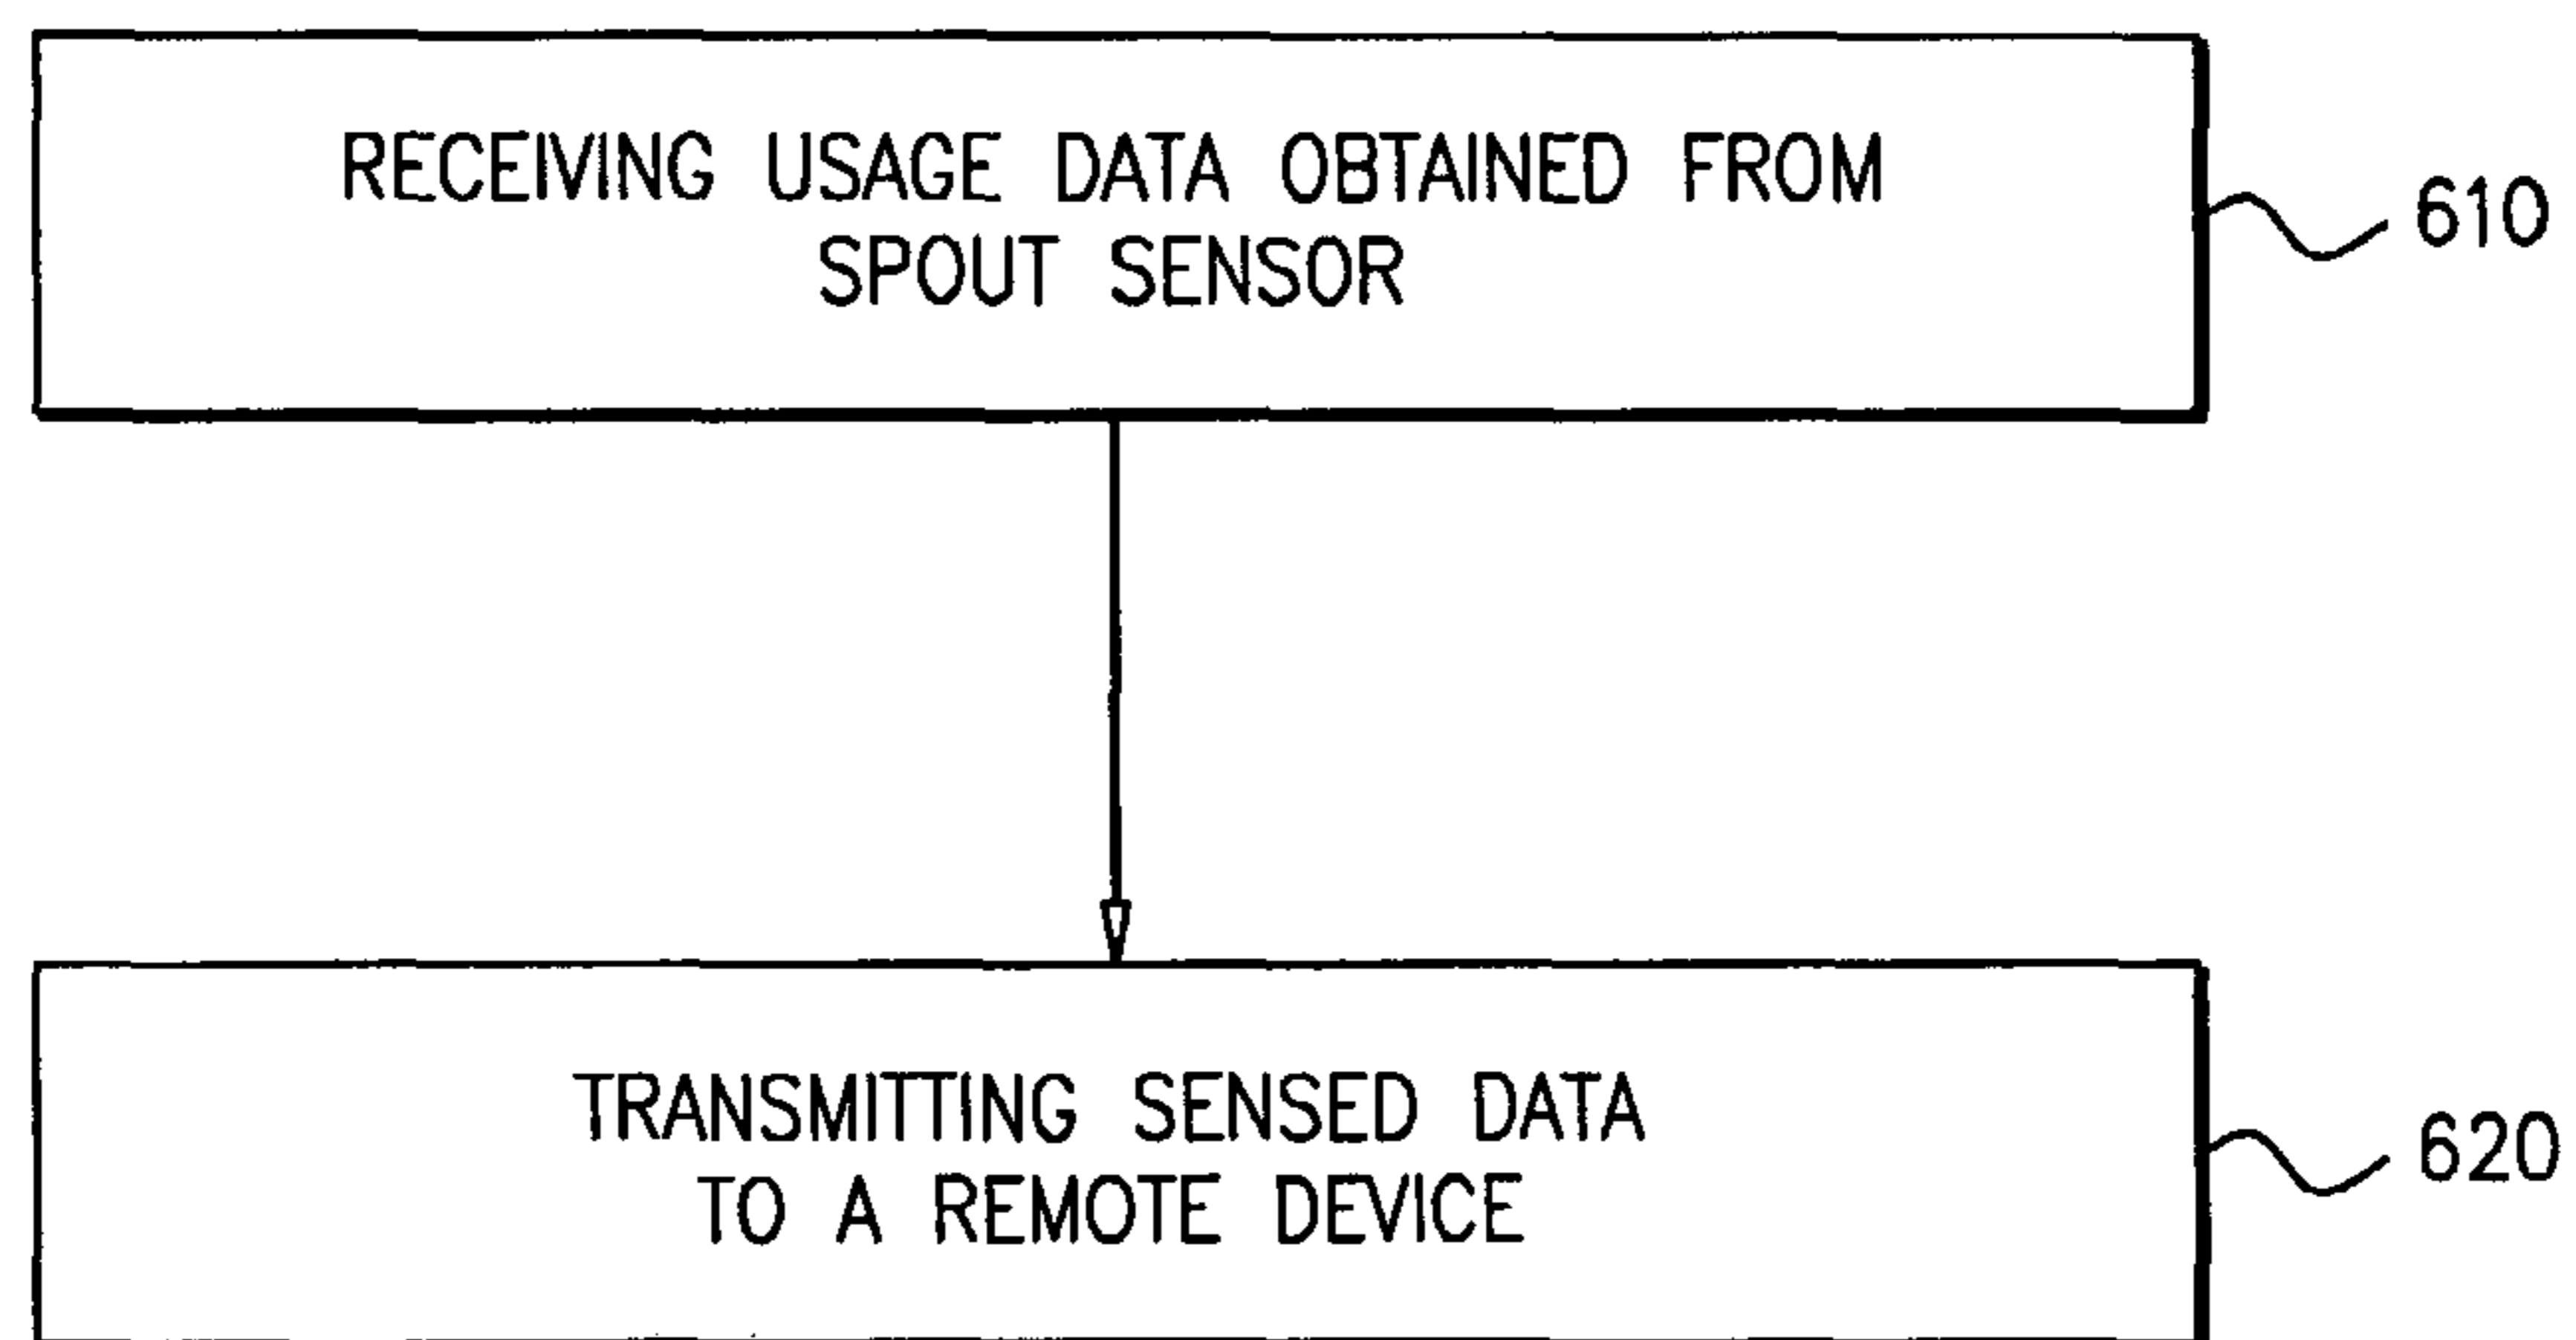 RECEIVING USAGE DATA OBTAINED FROM
SPOUT SENSOR
610
TRANSMITTING SENSED DATA
TO A REMOTE DEVICE
620